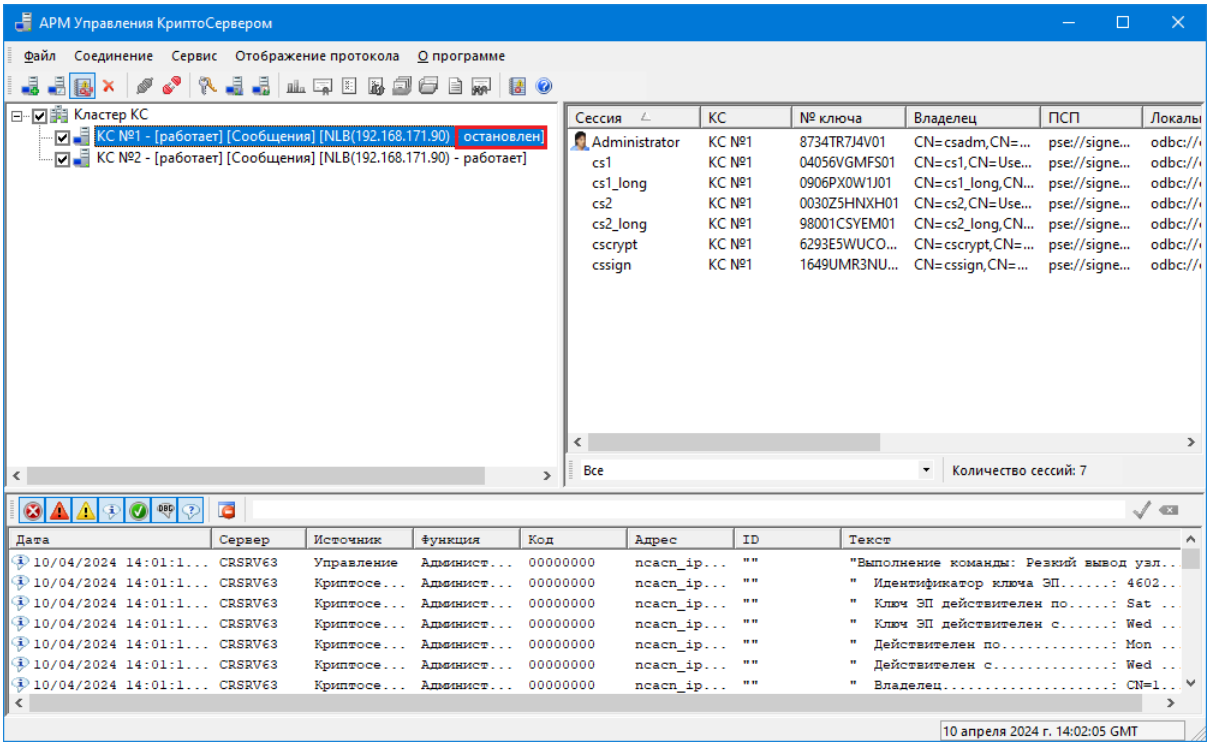 АРМ Управления КриптоСервером
Файл Соединение Сервис Отображение протокола О программе
Кластер КС
КС №1 - [работает] [Сообщения] [NLB(192.168.171.90) остановлен]
КС №2 - [работает] [Сообщения] [NLB(192.168.171.90) - работает]
Сессия КС № ключа Владелец ПСП Локалы
Administrator КС №1 8734TR7J4V01 CN=csadm,CN=... pse://signe... odbc://
cs1 КС №1 04056VGMFS01 CN=cs1,CN=Use... pse://signe... odbc://
cs1_long КС №1 0906PX0W1J01 CN=cs1_long,CN... pse://signe... odbc://
cs2 КС №1 0030Z5HNXH01 CN=cs2,CN=Use... pse://signe... odbc://
cs2_long КС №1 98001CSYEM01 CN=cs2_long,CN... pse://signe... odbc://
cscrypt КС №1 6293E5WUCO... CN=cscrypt,CN=... pse://signe... odbc://
cssign КС №1 1649UMR3NU... CN=cssign,CN=... pse://signe... odbc://
Все Количество сессий: 7
Дата Сервер Источник Функция Код Адрес ID Текст
10/04/2024 14:01:1... CRSRV63 Управление Админист... 00000000 ncacn_ip... "" "Выполнение команды: Резкий вывод узл...
10/04/2024 14:01:1... CRSRV63 Криптосе... Админист... 00000000 ncacn_ip... "" " Идентификатор ключа ЭП......: 4602...
10/04/2024 14:01:1... CRSRV63 Криптосе... Админист... 00000000 ncacn_ip... "" " Ключ ЭП действителен по.....: Sat ...
10/04/2024 14:01:1... CRSRV63 Криптосе... Админист... 00000000 ncacn_ip... "" " Ключ ЭП действителен с......: Wed ...
10/04/2024 14:01:1... CRSRV63 Криптосе... Админист... 00000000 ncacn_ip... "" " Действителен по.............: Mon ...
10/04/2024 14:01:1... CRSRV63 Криптосе... Админист... 00000000 ncacn_ip... "" " Действителен с..............: Wed ...
10/04/2024 14:01:1... CRSRV63 Криптосе... Админист... 00000000 ncacn_ip... "" " Владелец....................: CN=1...
10 апреля 2024 г. 14:02:05 GMT